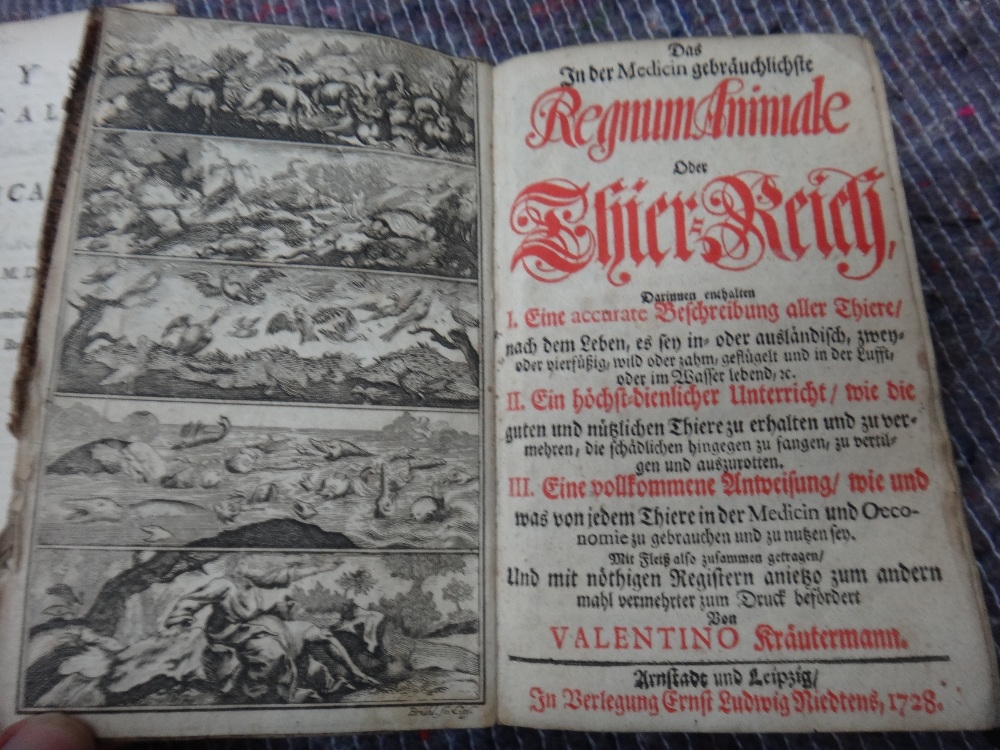 Y
CAL
CA
M.D
Das
In der Medicin gebräuchlichste
Regnum Animale
Oder
Thier-Reich,
Darinnen enthalten
I. Eine accurate Beschreibung aller Thiere/
nach dem Leben, es sey in- oder ausländisch, zwey-
oder vierfüßig, wild oder zahm, geflügelt und in der Lufft,
oder im Wasser lebend, ꝛc.
II. Ein höchst-dienlicher Unterricht/ wie die
guten und nützlichen Thiere zu erhalten und zu ver-
mehren, die schädlichen hingegen zu fangen, zu vertil-
gen und auszurotten.
III. Eine vollkommene Anweisung/ wie und
was von jedem Thiere in der Medicin und Oeco-
nomie zu gebrauchen und zu nutzen sey.
Mit Fleiß also zusammen getragen/
Und mit nöthigen Registern anietzo zum andern
mahl vermehrter zum Druck befördert
Von
VALENTINO Kräutermann.
Arnstadt und Leipzig/
In Verlegung Ernst Ludwig Niedtens, 1728.